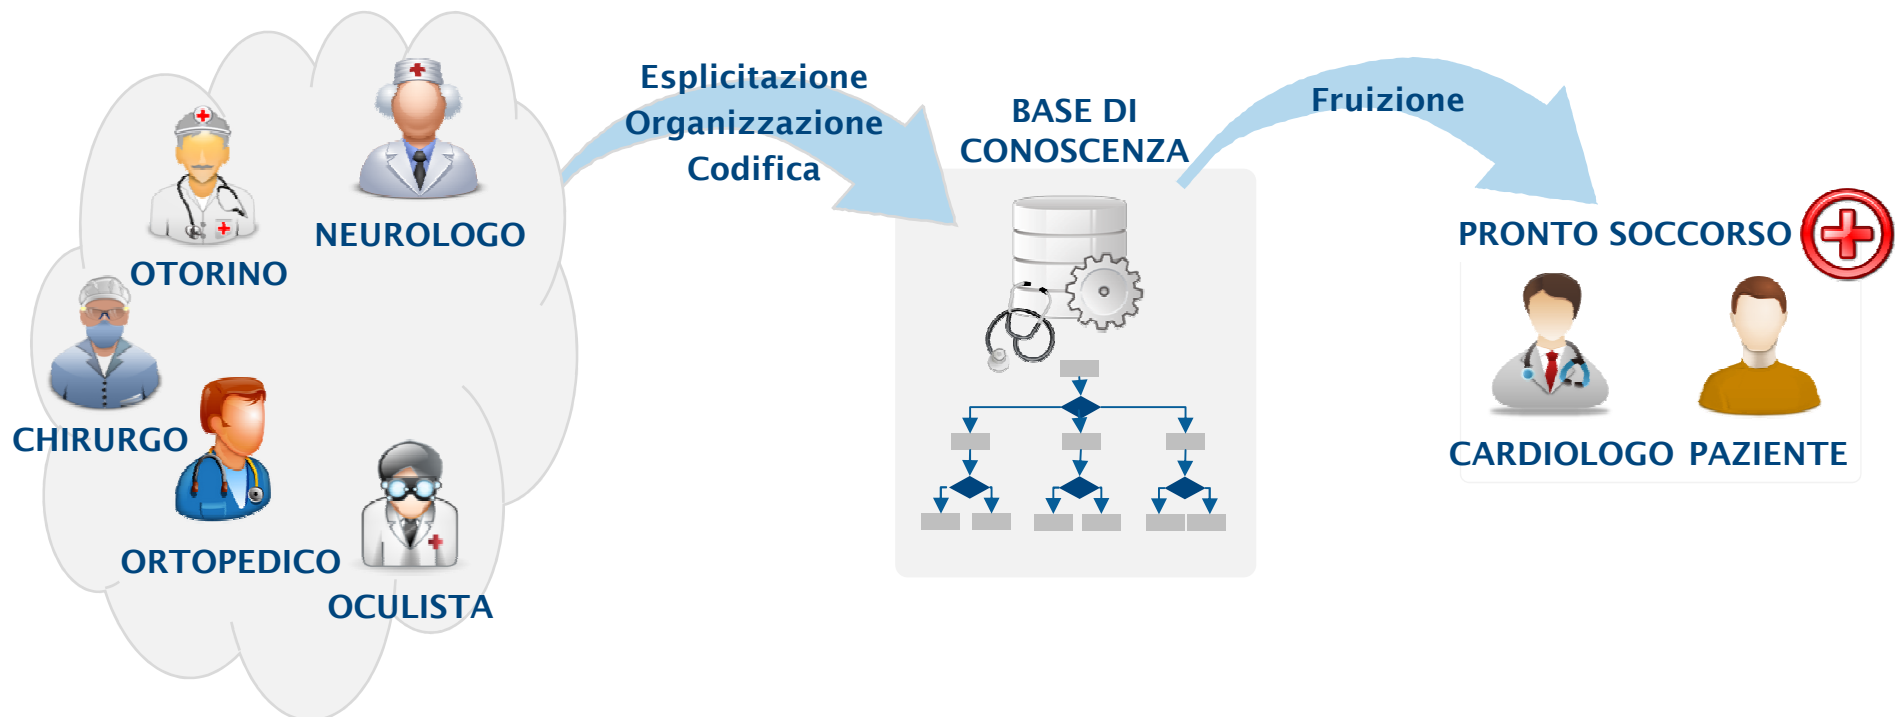 NEUROLOGO
OTORINO
CHIRURGO
ORTOPEDICO
OCULISTA
Esplicitazione
Organizzazione
Codifica
BASE DI
CONOSCENZA
Fruizione
PRONTO SOCCORSO
CARDIOLOGO
PAZIENTE